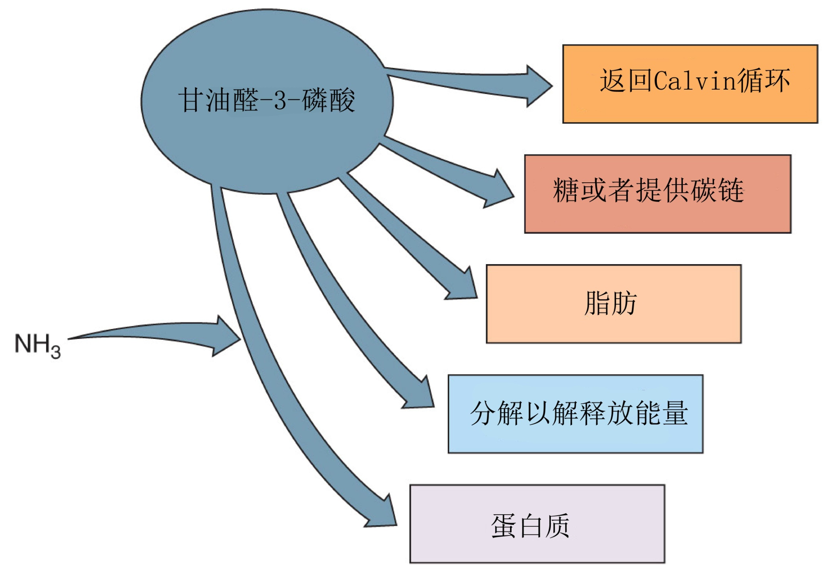 甘油醛-3-磷酸
返回Calvin循环
糖或者提供碳链
脂肪
NH₃
分解以解释放能量
蛋白质